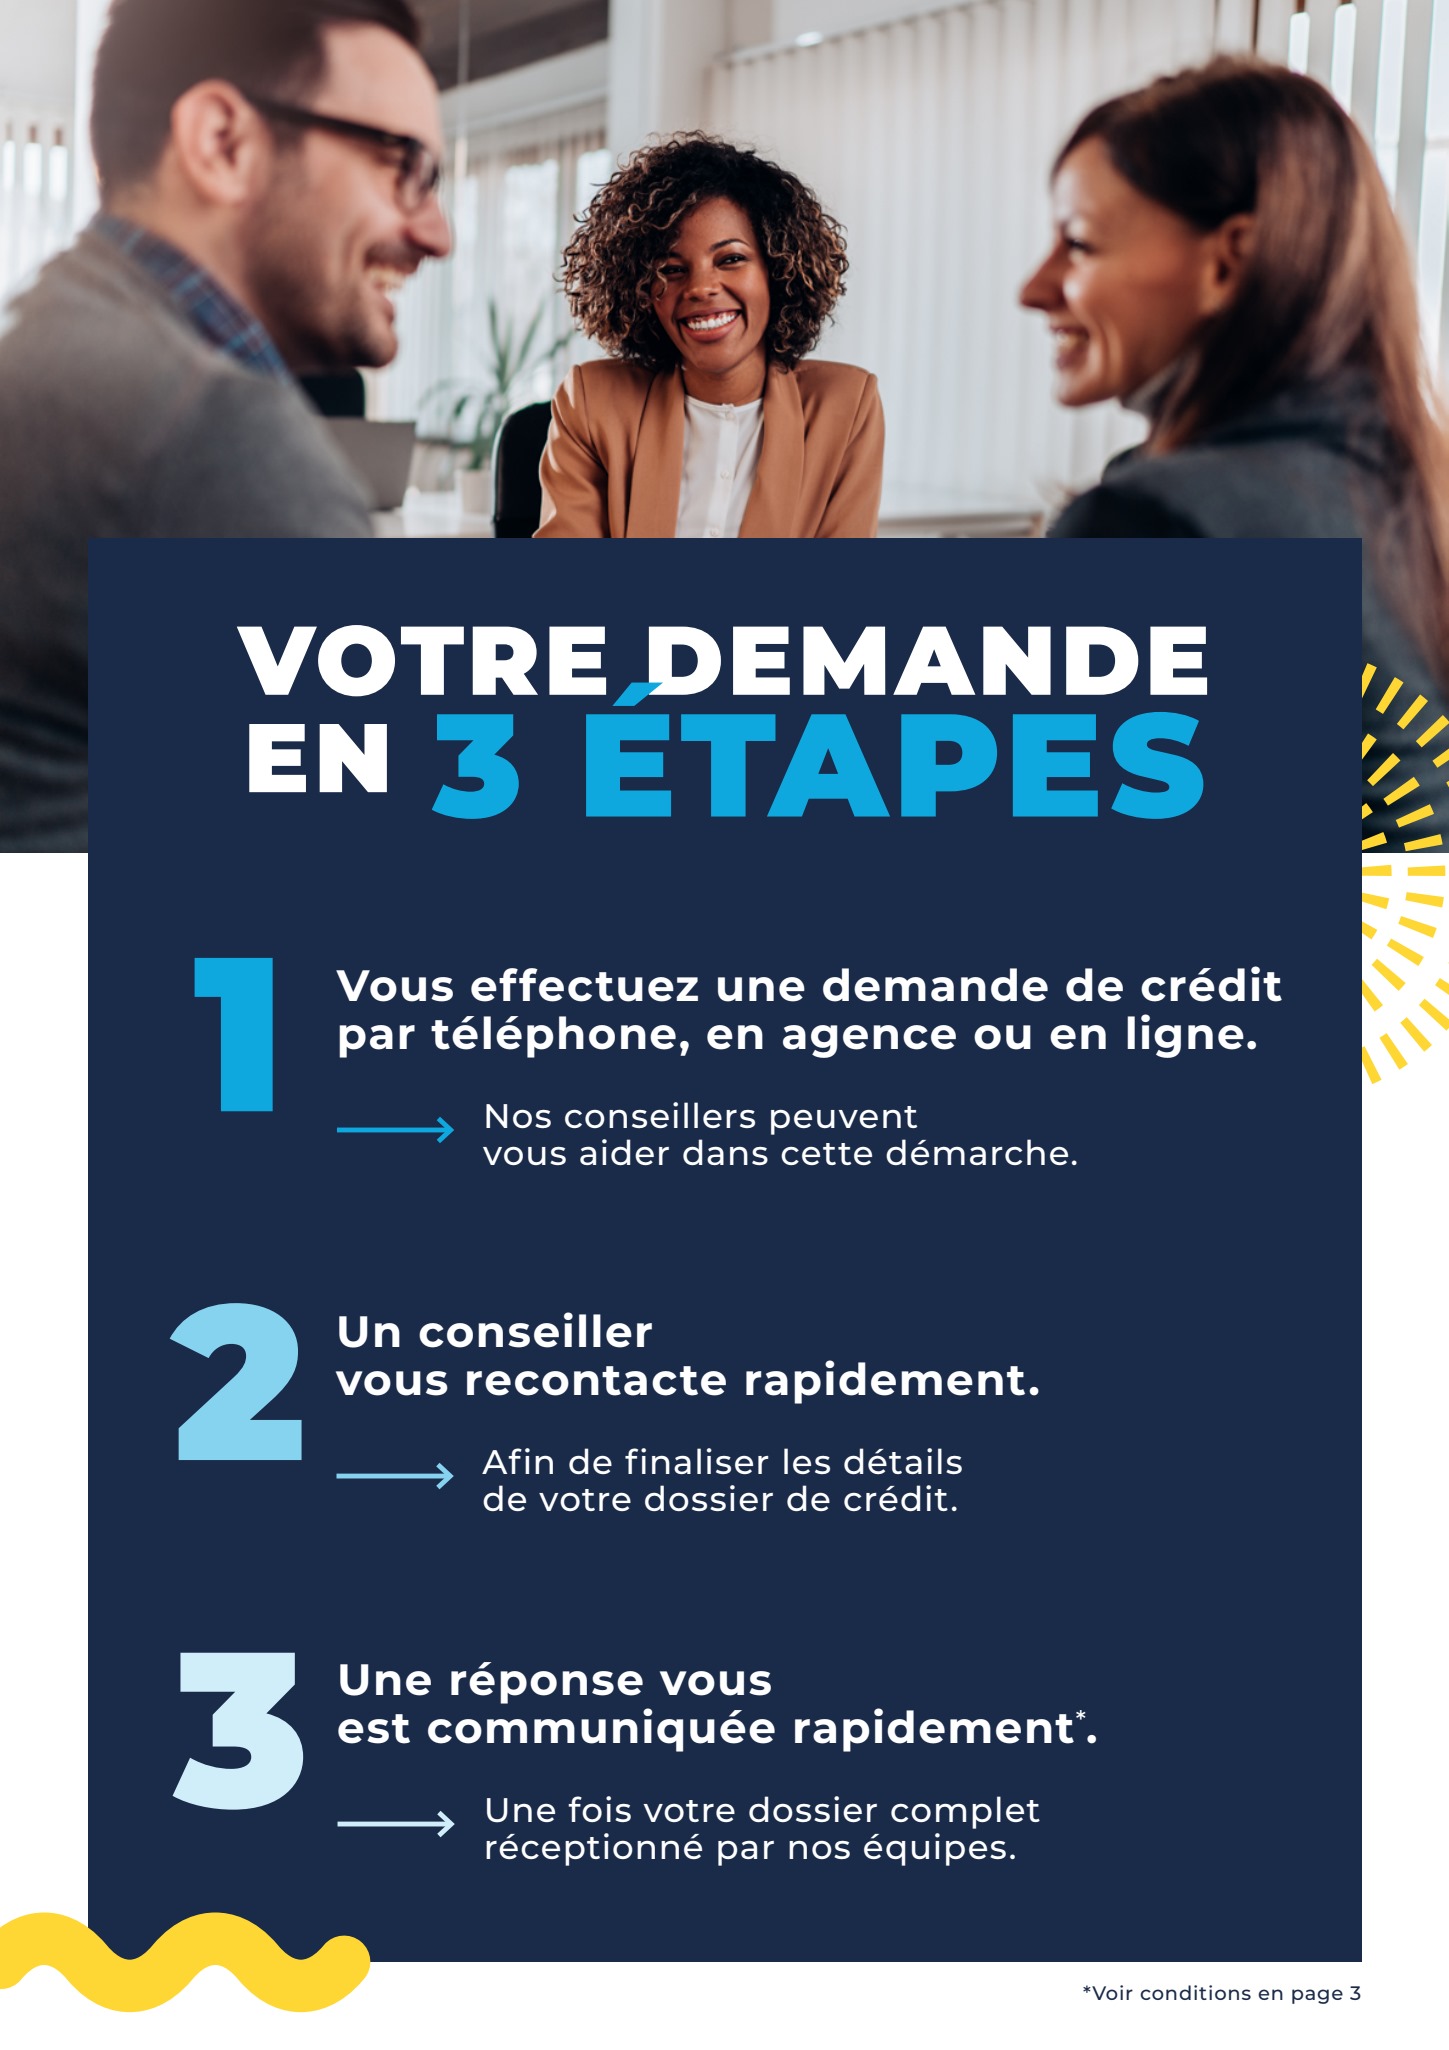 VOTRE DEMANDE
EN 3 ÉTAPES
1
Vous effectuez une demande de crédit
par téléphone, en agence ou en ligne.
Nos conseillers peuvent
vous aider dans cette démarche.
2
Un conseiller
vous recontacte rapidement.
Afin de finaliser les détails
de votre dossier de crédit.
3
Une réponse vous
est communiquée rapidement*.
Une fois votre dossier complet
réceptionné par nos équipes.
*Voir conditions en page 3